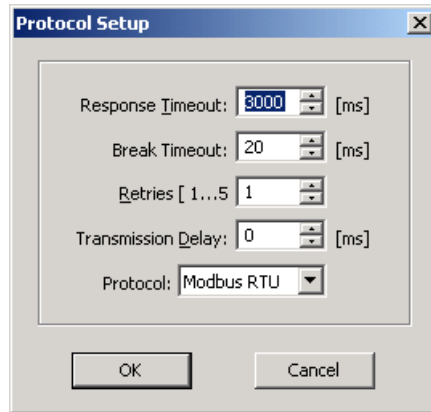 Protocol Setup
Response Timeout: 3000 [ms]
Break Timeout: 20 [ms]
Retries [ 1...5 1
Transmission Delay: 0 [ms]
Protocol: Modbus RTU
OK Cancel